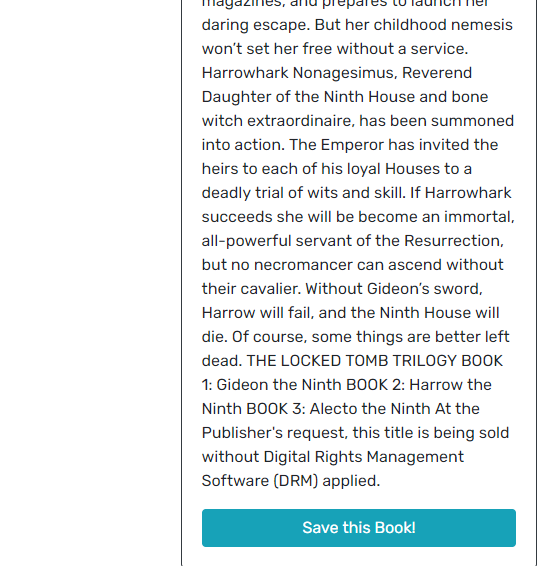 magazines, and prepares to launch her
daring escape. But her childhood nemesis
won't set her free without a service.
Harrowhark Nonagesimus, Reverend
Daughter of the Ninth House and bone
witch extraordinaire, has been summoned
into action. The Emperor has invited the
heirs to each of his loyal Houses to a
deadly trial of wits and skill. If Harrowhark
succeeds she will be become an immortal,
all-powerful servant of the Resurrection,
but no necromancer can ascend without
their cavalier. Without Gideon's sword,
Harrow will fail, and the Ninth House will
die. Of course, some things are better left
dead. THE LOCKED TOMB TRILOGY BOOK
1: Gideon the Ninth BOOK 2: Harrow the
Ninth BOOK 3: Alecto the Ninth At the
Publisher's request, this title is being sold
without Digital Rights Management
Software (DRM) applied.
Save this Book!